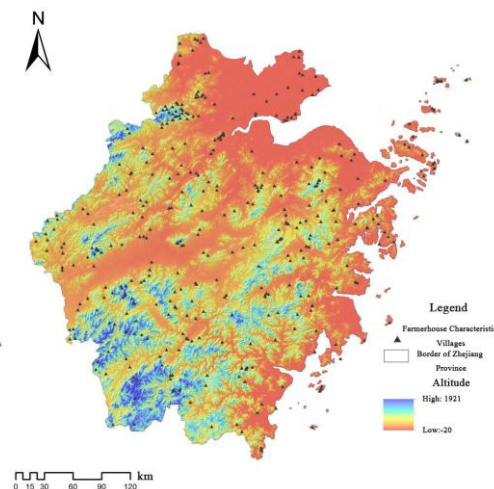 N
Legend
Farmerhouse Characteristi
Villages
Border of Zhejiang
Province
Altitude
High: 1921
Low:-20
km
0 15 30 60 90 120